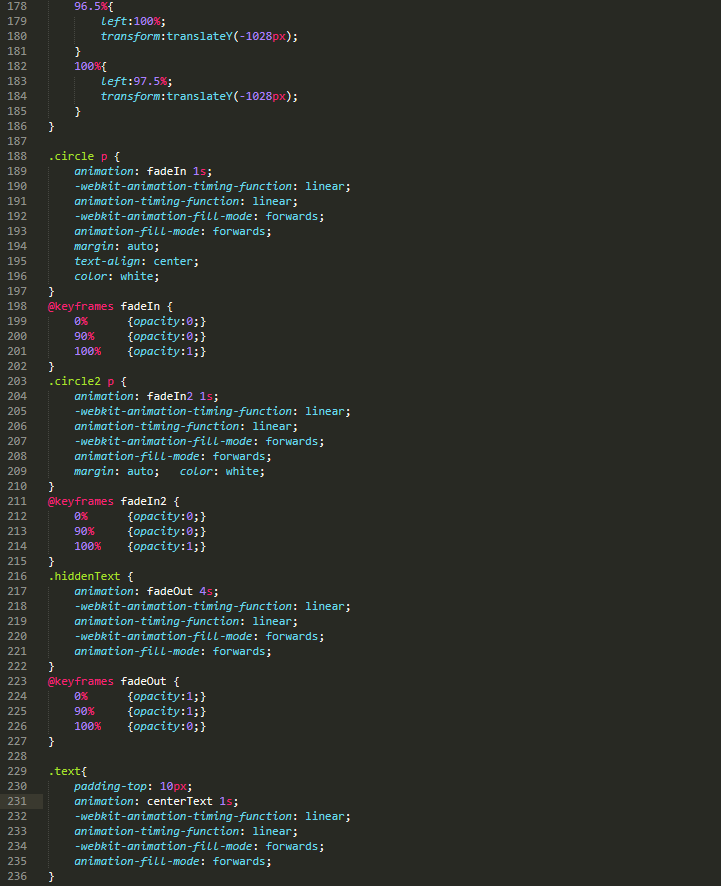 178 96.5%{
179 left:100%;
180 transform:translateY(-1028px);
181 }
182 100%{
183 left:97.5%;
184 transform:translateY(-1028px);
185 }
186 }
187
188 .circle p {
189 animation: fadeIn 1s;
190 -webkit-animation-timing-function: linear;
191 animation-timing-function: linear;
192 -webkit-animation-fill-mode: forwards;
193 animation-fill-mode: forwards;
194 margin: auto;
195 text-align: center;
196 color: white;
197 }
198 @keyframes fadeIn {
199 0% {opacity:0;}
200 90% {opacity:0;}
201 100% {opacity:1;}
202 }
203 .circle2 p {
204 animation: fadeIn2 1s;
205 -webkit-animation-timing-function: linear;
206 animation-timing-function: linear;
207 -webkit-animation-fill-mode: forwards;
208 animation-fill-mode: forwards;
209 margin: auto; color: white;
210 }
211 @keyframes fadeIn2 {
212 0% {opacity:0;}
213 90% {opacity:0;}
214 100% {opacity:1;}
215 }
216 .hiddenText {
217 animation: fadeOut 4s;
218 -webkit-animation-timing-function: linear;
219 animation-timing-function: linear;
220 -webkit-animation-fill-mode: forwards;
221 animation-fill-mode: forwards;
222 }
223 @keyframes fadeOut {
224 0% {opacity:1;}
225 90% {opacity:1;}
226 100% {opacity:0;}
227 }
228
229 .text{
230 padding-top: 10px;
231 animation: centerText 1s;
232 -webkit-animation-timing-function: linear;
233 animation-timing-function: linear;
234 -webkit-animation-fill-mode: forwards;
235 animation-fill-mode: forwards;
236 }